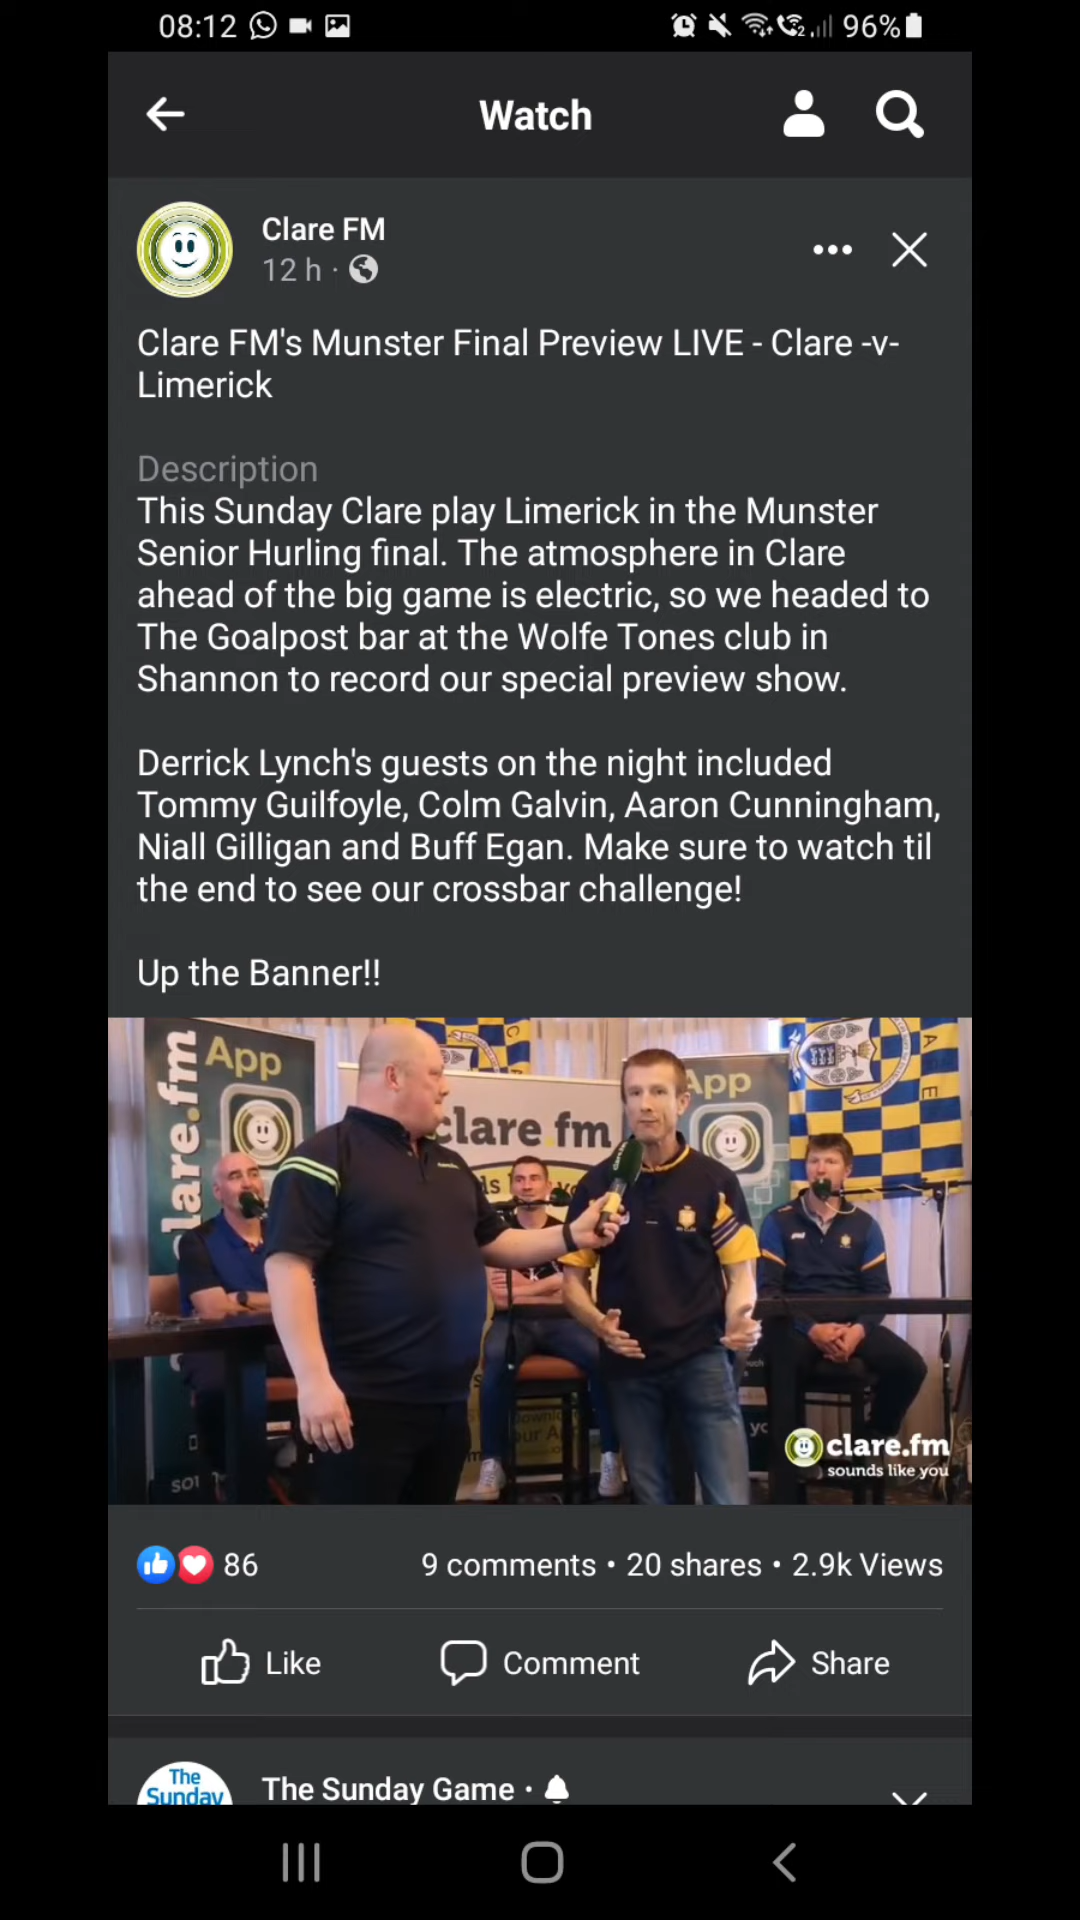 08:12
96%
Watch
Clare FM
12 h ·
Clare FM's Munster Final Preview LIVE - Clare -v-
Limerick
Description
This Sunday Clare play Limerick in the Munster
Senior Hurling final. The atmosphere in Clare
ahead of the big game is electric, so we headed to
The Goalpost bar at the Wolfe Tones club in
Shannon to record our special preview show.
Derrick Lynch's guests on the night included
Tommy Guilfoyle, Colm Galvin, Aaron Cunningham,
Niall Gilligan and Buff Egan. Make sure to watch til
the end to see our crossbar challenge!
Up the Banner!!
clare.fm
App
clare.fm
App
clare.fm
sounds like you
86
9 comments • 20 shares • 2.9k Views
Like
Comment
Share
The
Sunday
The Sunday Game ·